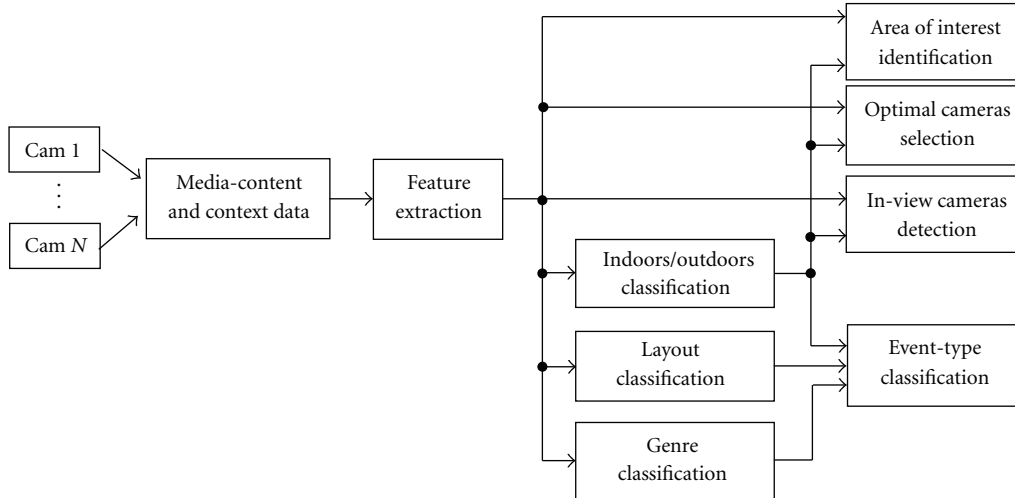 Cam 1
Cam N
Media-content
and context data
Feature
extraction
Area of interest
identification
Optimal cameras
selection
In-view cameras
detection
Indoors/outdoors
classification
Layout
classification
Event-type
classification
Genre
classification